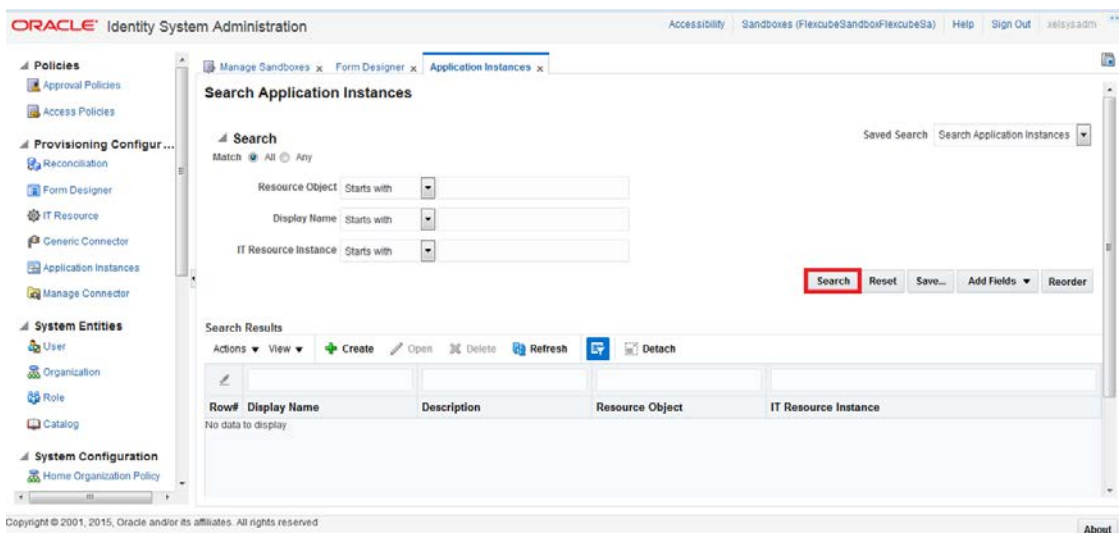 ORACLE® Identity System Administration
Accessibility Sandboxes (FlexcubeSandboxFlexcubeSa) Help Sign Out xelsysadm
Policies
Approval Policies
Access Policies
Provisioning Configur...
Reconciliation
Form Designer
IT Resource
Generic Connector
Application Instances
Manage Connector
System Entities
User
Organization
Role
Catalog
System Configuration
Home Organization Policy
Manage Sandboxes x Form Designer x Application Instances x
Search Application Instances
Search
Saved Search Search Application Instances
Match All Any
Resource Object Starts with
Display Name Starts with
IT Resource Instance Starts with
Search Reset Save... Add Fields Reorder
Search Results
Actions View Create Open Delete Refresh Detach
Row# Display Name Description Resource Object IT Resource Instance
No data to display
Copyright © 2001, 2015, Oracle and/or its affiliates. All rights reserved
About